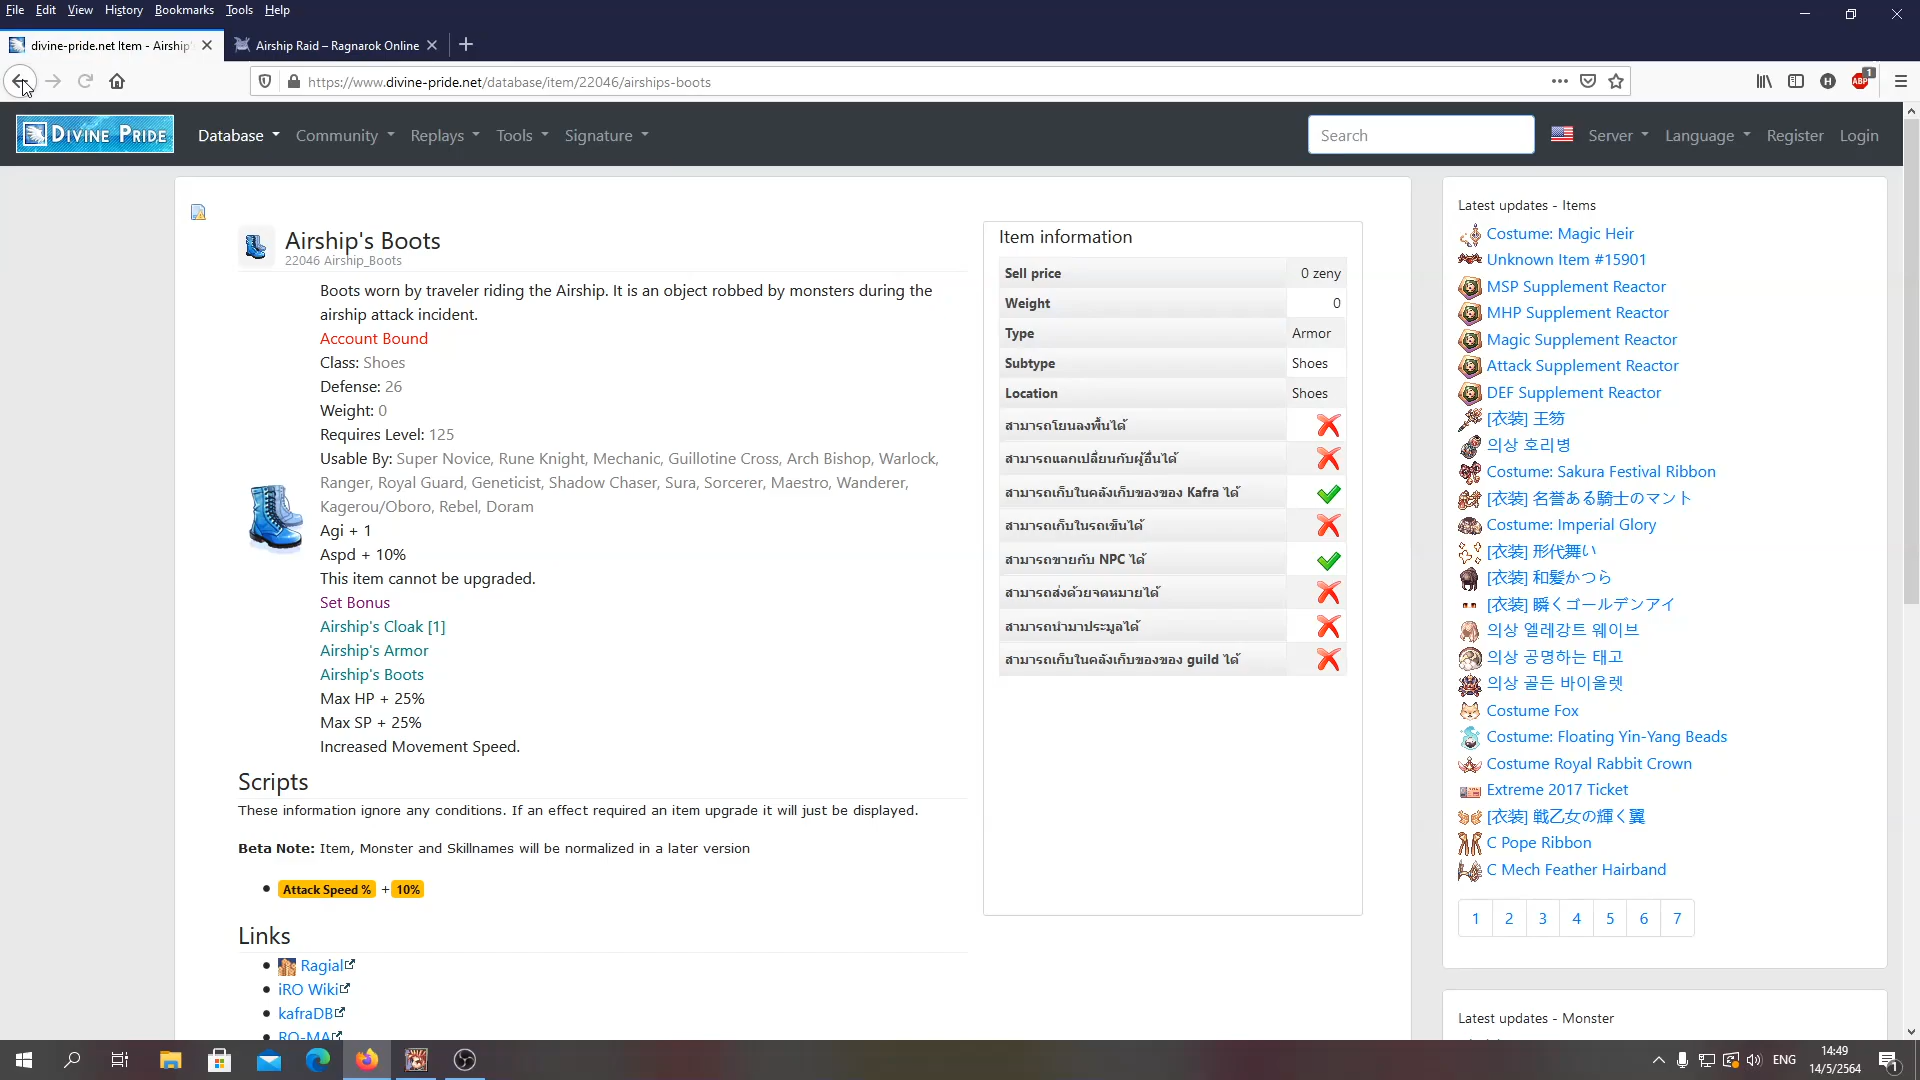 File Edit View History Bookmarks Tools Help
divine-pride.net Item - Airship'
Airship Raid – Ragnarok Online
https://www.divine-pride.net/database/item/22046/airships-boots
ABP
1
DIVINE PRIDE
Database Community Replays Tools Signature
Search
Server Language Register Login
Airship's Boots
22046 Airship_Boots
Boots worn by traveler riding the Airship. It is an object robbed by monsters during the
airship attack incident.
Account Bound
Class: Shoes
Defense: 26
Weight: 0
Requires Level: 125
Usable By: Super Novice, Rune Knight, Mechanic, Guillotine Cross, Arch Bishop, Warlock,
Ranger, Royal Guard, Geneticist, Shadow Chaser, Sura, Sorcerer, Maestro, Wanderer,
Kagerou/Oboro, Rebel, Doram
Agi + 1
Aspd + 10%
This item cannot be upgraded.
Set Bonus
Airship's Cloak [1]
Airship's Armor
Airship's Boots
Max HP + 25%
Max SP + 25%
Increased Movement Speed.
Scripts
These information ignore any conditions. If an effect required an item upgrade it will just be displayed.
Beta Note: Item, Monster and Skillnames will be normalized in a later version
Attack Speed % + 10%
Links
Ragial
iRO Wiki
kafraDB
RO-MA
Item information
Sell price 0 zeny
Weight 0
Type Armor
Subtype Shoes
Location Shoes
สามารถโยนลงพื้นได้
สามารถแลกเปลี่ยนกับผู้อื่นได้
สามารถเก็บในคลังเก็บของของ Kafra ได้
สามารถเก็บในรถเข็นได้
สามารถขายกับ NPC ได้
สามารถส่งด้วยจดหมายได้
สามารถนำมาประมูลได้
สามารถเก็บในคลังเก็บของของ guild ได้
Latest updates - Items
Costume: Magic Heir
Unknown Item #15901
MSP Supplement Reactor
MHP Supplement Reactor
Magic Supplement Reactor
Attack Supplement Reactor
DEF Supplement Reactor
[衣装] 王笏
의상 호리병
Costume: Sakura Festival Ribbon
[衣装] 名誉ある騎士のマント
Costume: Imperial Glory
[衣装] 形代舞い
[衣装] 和髪かつら
[衣装] 瞬くゴールデンアイ
의상 엘레강트 웨이브
의상 공명하는 태고
의상 골든 바이올렛
Costume Fox
Costume: Floating Yin-Yang Beads
Costume Royal Rabbit Crown
Extreme 2017 Ticket
[衣装] 戦乙女の輝く翼
C Pope Ribbon
C Mech Feather Hairband
1 2 3 4 5 6 7
Latest updates - Monster
ENG
14:49
14/5/2564
1